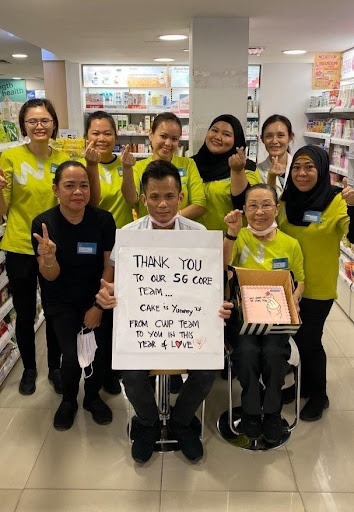 health
THANK YOU
TO OUR SG CORE
TEAM...
CAKE is Yummy
FROM CWP TEAM
TO YOU IN THIS
YEAR & LOVE